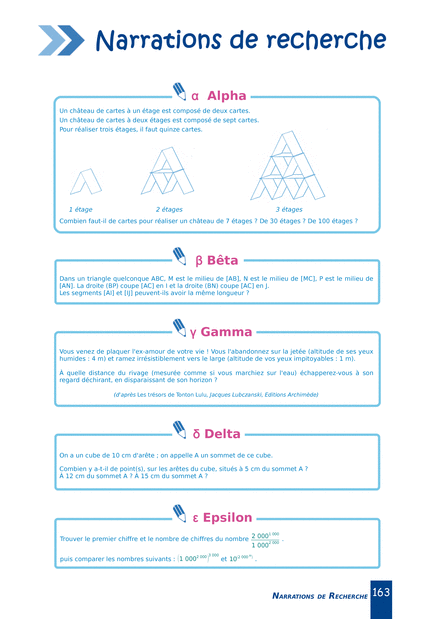 Narrations de recherche
α Alpha
Un château de cartes à un étage est composé de deux cartes.
Un château de cartes à deux étages est composé de sept cartes.
Pour réaliser trois étages, il faut quinze cartes.
1 étage
2 étages
3 étages
Combien faut-il de cartes pour réaliser un château de 7 étages ? De 30 étages ? De 100 étages ?
β Bêta
Dans un triangle quelconque ABC, M est le milieu de [AB], N est le milieu de [MC], P est le milieu de
[AN]. La droite (BP) coupe [AC] en I et la droite (BN) coupe [AC] en J.
Les segments [AI] et [IJ] peuvent-ils avoir la même longueur ?
γ Gamma
Vous venez de plaquer l'ex-amour de votre vie ! Vous l'abandonnez sur la jetée (altitude de ses yeux
humides : 4 m) et ramez irrésistiblement vers le large (altitude de vos yeux impitoyables : 1 m).
À quelle distance du rivage (mesurée comme si vous marchiez sur l'eau) échapperez-vous à son
regard déchirant, en disparaissant de son horizon ?
(d'après Les trésors de Tonton Lulu, Jacques Lubczanski, Éditions Archimède)
δ Delta
On a un cube de 10 cm d'arête ; on appelle A un sommet de ce cube.
Combien y a-t-il de point(s), sur les arêtes du cube, situés à 5 cm du sommet A ?
À 12 cm du sommet A ? À 15 cm du sommet A ?
ε Epsilon
Trouver le premier chiffre et le nombre de chiffres du nombre 2 000^1 000 / 1 000^2 000 .
puis comparer les nombres suivants : (1 000^2 000) et 10 .
NARRATIONS DE RECHERCHE 163